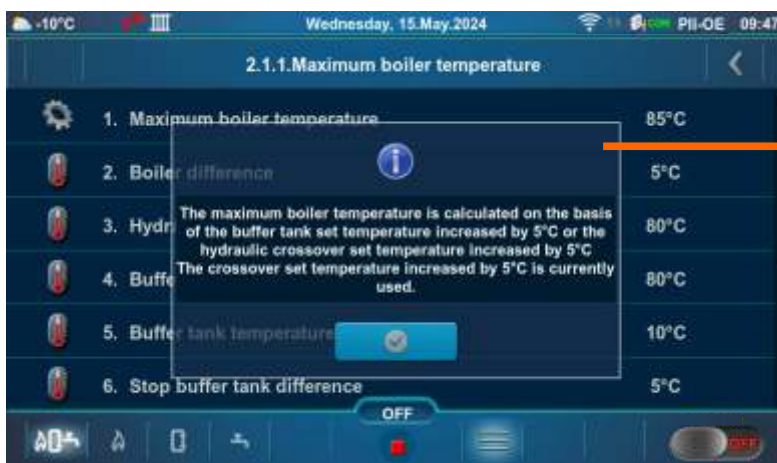 -10°C Wednesday, 15.May.2024 PII-OE 09:47
2.1.1.Maximum boiler temperature
1. Maximum boiler temperature 85°C
2. Boiler difference 5°C
3. Hydr 80°C
4. Buffe 80°C
5. Buffer tank temperature 10°C
6. Stop buffer tank difference 5°C
The maximum boiler temperature is calculated on the basis
of the buffer tank set temperature increased by 5°C or the
hydraulic crossover set temperature increased by 5°C
The crossover set temperature increased by 5°C is currently
used.
OFF
OFF